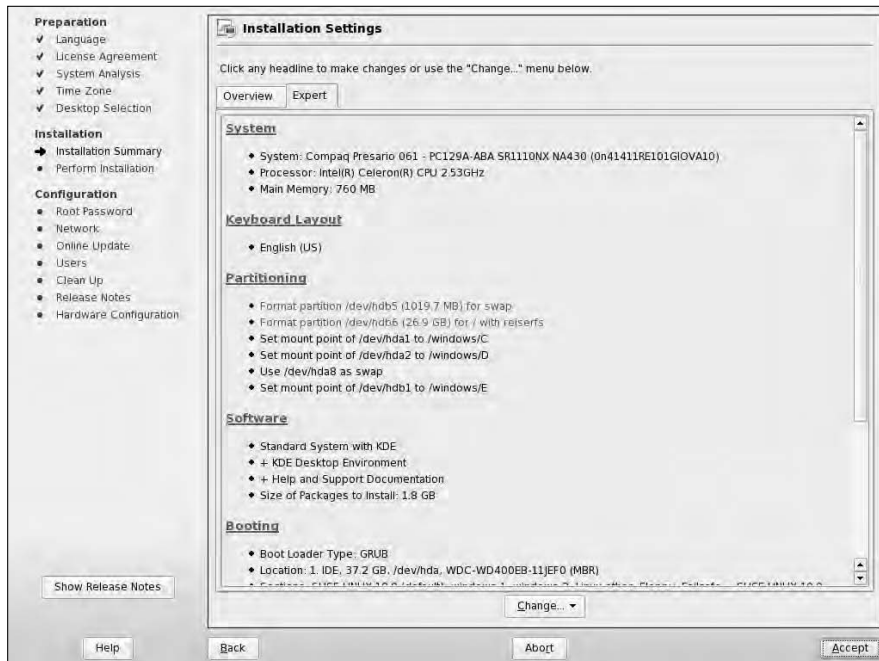 Preparation
Language
License Agreement
System Analysis
Time Zone
Desktop Selection
Installation
Installation Summary
Perform Installation
Configuration
Root Password
Network
Online Update
Users
Clean Up
Release Notes
Hardware Configuration
Show Release Notes
Help
Installation Settings
Click any headline to make changes or use the "Change..." menu below.
Overview
Expert
System
System: Compaq Presario 061 - PC129A-ABA SR1110NX NA430 (0n41411RE101GIOVA10)
Processor: Intel(R) Celeron(R) CPU 2.53GHz
Main Memory: 760 MB
Keyboard Layout
English (US)
Partitioning
Format partition /dev/hdb5 (1019.7 MB) for swap
Format partition /dev/hdb6 (26.9 GB) for / with reiserfs
Set mount point of /dev/hda1 to /windows/C
Set mount point of /dev/hda2 to /windows/D
Use /dev/hda8 as swap
Set mount point of /dev/hdb1 to /windows/E
Software
Standard System with KDE
+ KDE Desktop Environment
+ Help and Support Documentation
Size of Packages to Install: 1.8 GB
Booting
Boot Loader Type: GRUB
Location: 1. IDE, 37.2 GB, /dev/hda, WDC-WD400EB-11JEF0 (MBR)
Change...
Back
Abort
Accept